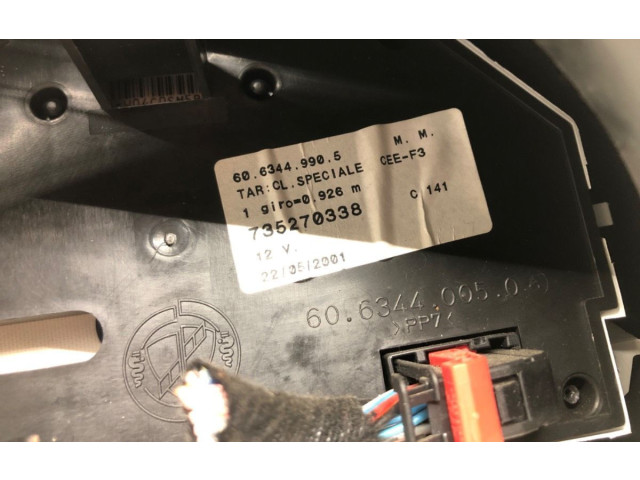 60.6344.990.5 M. M.
TAR:CL.SPECIALE CEE-F3
1 giro=0.926 m C 141
735270338
12 V.
22/05/2001
60.6344.005.0
>PP7<